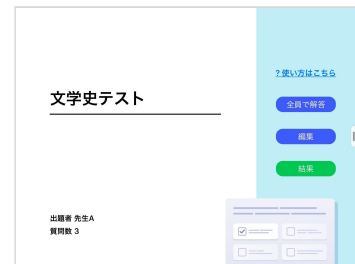 ?使い方はこちら
文学史テスト
全員で解答
編集
結果
出題者 先生A
質問数 3